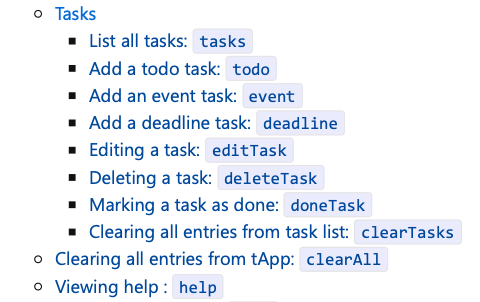 Tasks
List all tasks: tasks
Add a todo task: todo
Add an event task: event
Add a deadline task: deadline
Editing a task: editTask
Deleting a task: deleteTask
Marking a task as done: doneTask
Clearing all entries from task list: clearTasks
Clearing all entries from tApp: clearAll
Viewing help : help